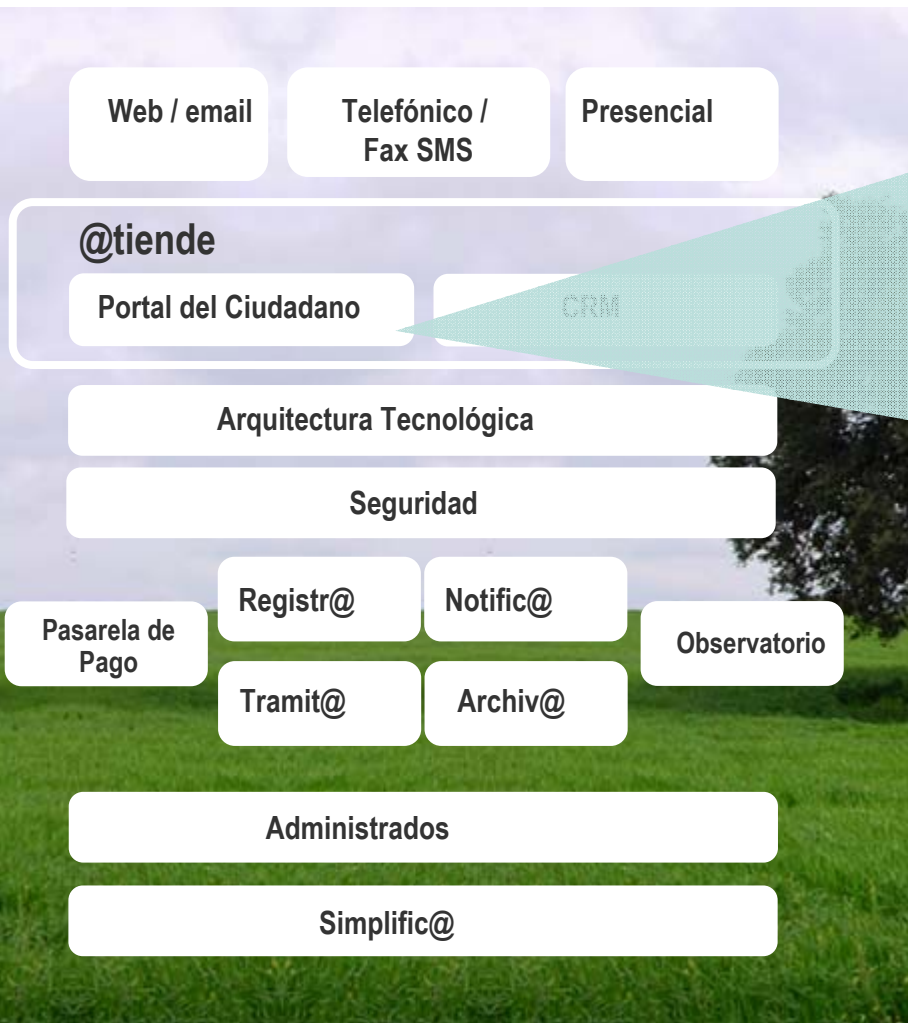 Web / email
Telefónico /
Fax SMS
Presencial
@tiende
Portal del Ciudadano
CRM
Arquitectura Tecnológica
Seguridad
Registr@
Notific@
Pasarela de
Pago
Observatorio
Tramit@
Archiv@
Administrados
Simplific@